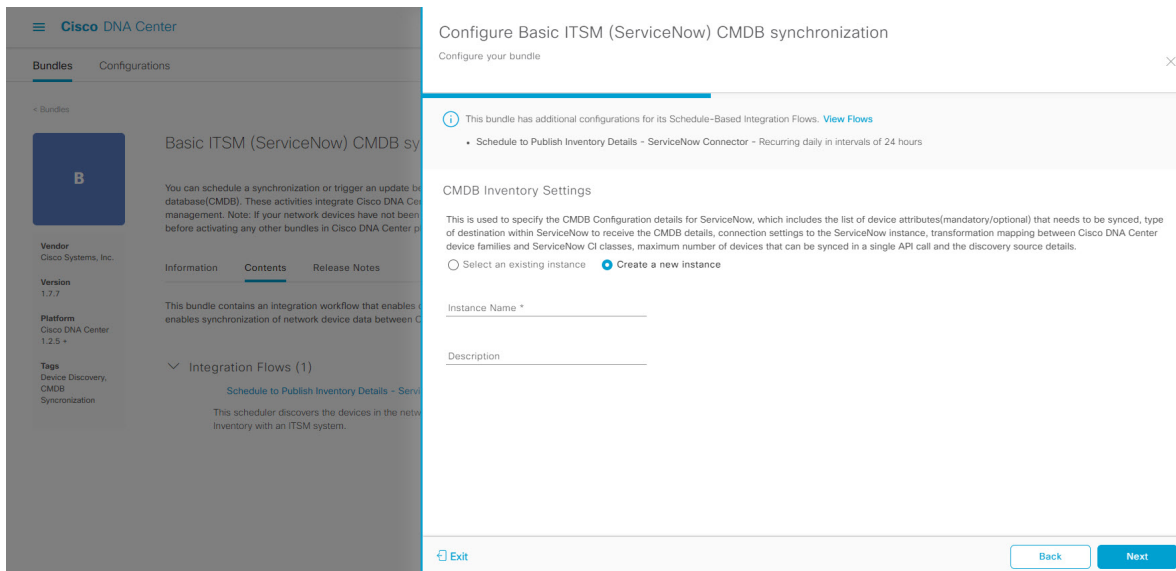 Cisco DNA Center
Bundles Configurations
< Bundles
B
Vendor
Cisco Systems, Inc.
Version
1.7.7
Platform
Cisco DNA Center
1.2.5 +
Tags
Device Discovery,
CMDB
Syncronization
Basic ITSM (ServiceNow) CMDB sy
You can schedule a synchronization or trigger an update be
database(CMDB). These activities integrate Cisco DNA Ce
management. Note: If your network devices have not been
before activating any other bundles in Cisco DNA Center p
Information Contents Release Notes
This bundle contains an integration workflow that enables
enables synchronization of network device data between C
Integration Flows (1)
Schedule to Publish Inventory Details - Servi
This scheduler discovers the devices in the netw
Inventory with an ITSM system.
Configure Basic ITSM (ServiceNow) CMDB synchronization
Configure your bundle
This bundle has additional configurations for its Schedule-Based Integration Flows. View Flows
• Schedule to Publish Inventory Details - ServiceNow Connector - Recurring daily in intervals of 24 hours
CMDB Inventory Settings
This is used to specify the CMDB Configuration details for ServiceNow, which includes the list of device attributes(mandatory/optional) that needs to be synced, type
of destination within ServiceNow to receive the CMDB details, connection settings to the ServiceNow instance, transformation mapping between Cisco DNA Center
device families and ServiceNow CI classes, maximum number of devices that can be synced in a single API call and the discovery source details.
Select an existing instance Create a new instance
Instance Name *
Description
Exit Back Next